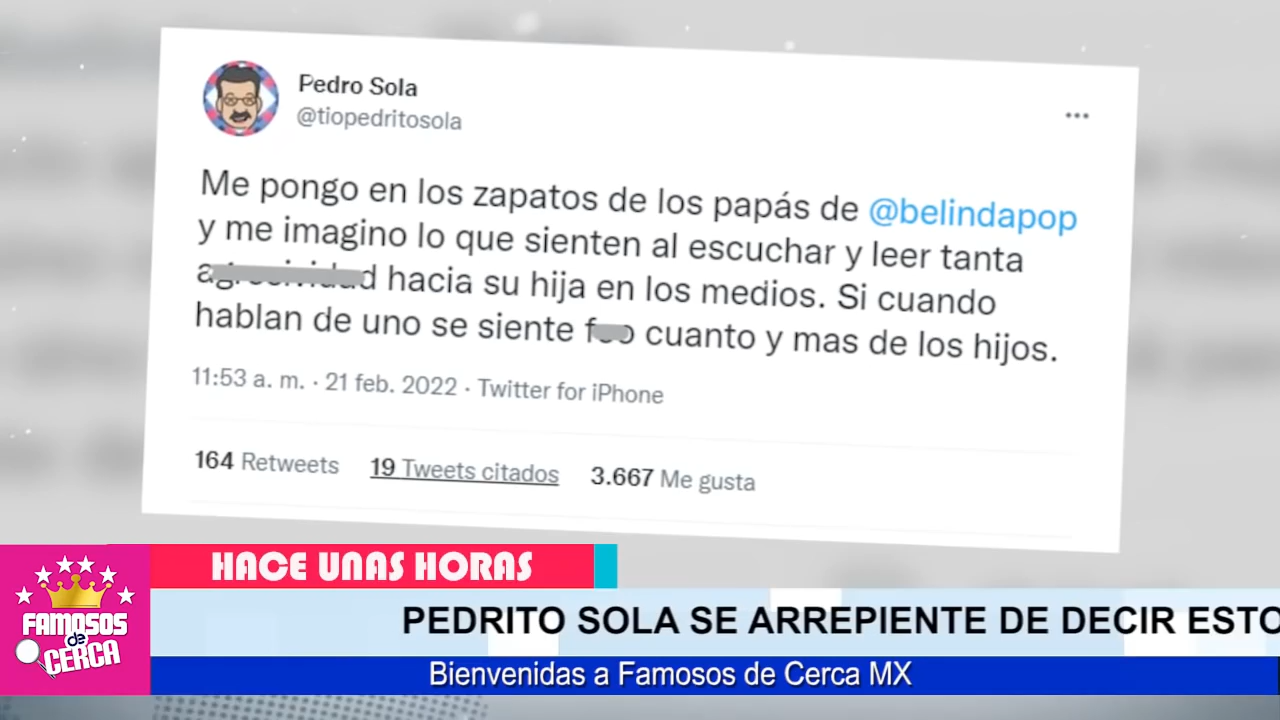 Pedro Sola
@tiopedritosola
Me pongo en los zapatos de los papás de @belindapop
y me imagino lo que sienten al escuchar y leer tanta
agresividad hacia su hija en los medios. Si cuando
hablan de uno se siente feo cuanto y mas de los hijos.
11:53 a. m. · 21 feb. 2022 · Twitter for iPhone
164 Retweets 19 Tweets citados 3.667 Me gusta
HACE UNAS HORAS
FAMOSOS
de
CERCA
PEDRITO SOLA SE ARREPIENTE DE DECIR ESTO
Bienvenidas a Famosos de Cerca MX